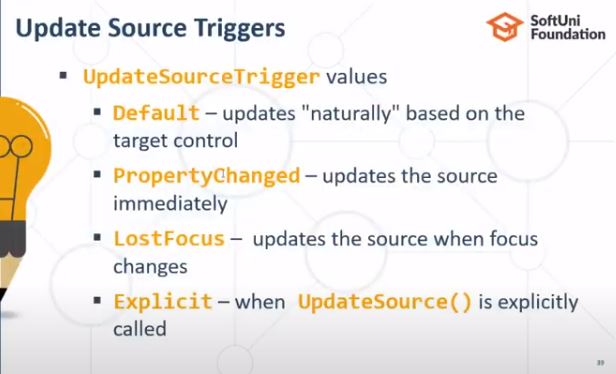 Update Source Triggers
SoftUni
Foundation
▪ UpdateSourceTrigger values
▪ Default – updates "naturally" based on the
target control
▪ PropertyChanged – updates the source
immediately
▪ LostFocus – updates the source when focus
changes
▪ Explicit – when UpdateSource() is explicitly
called